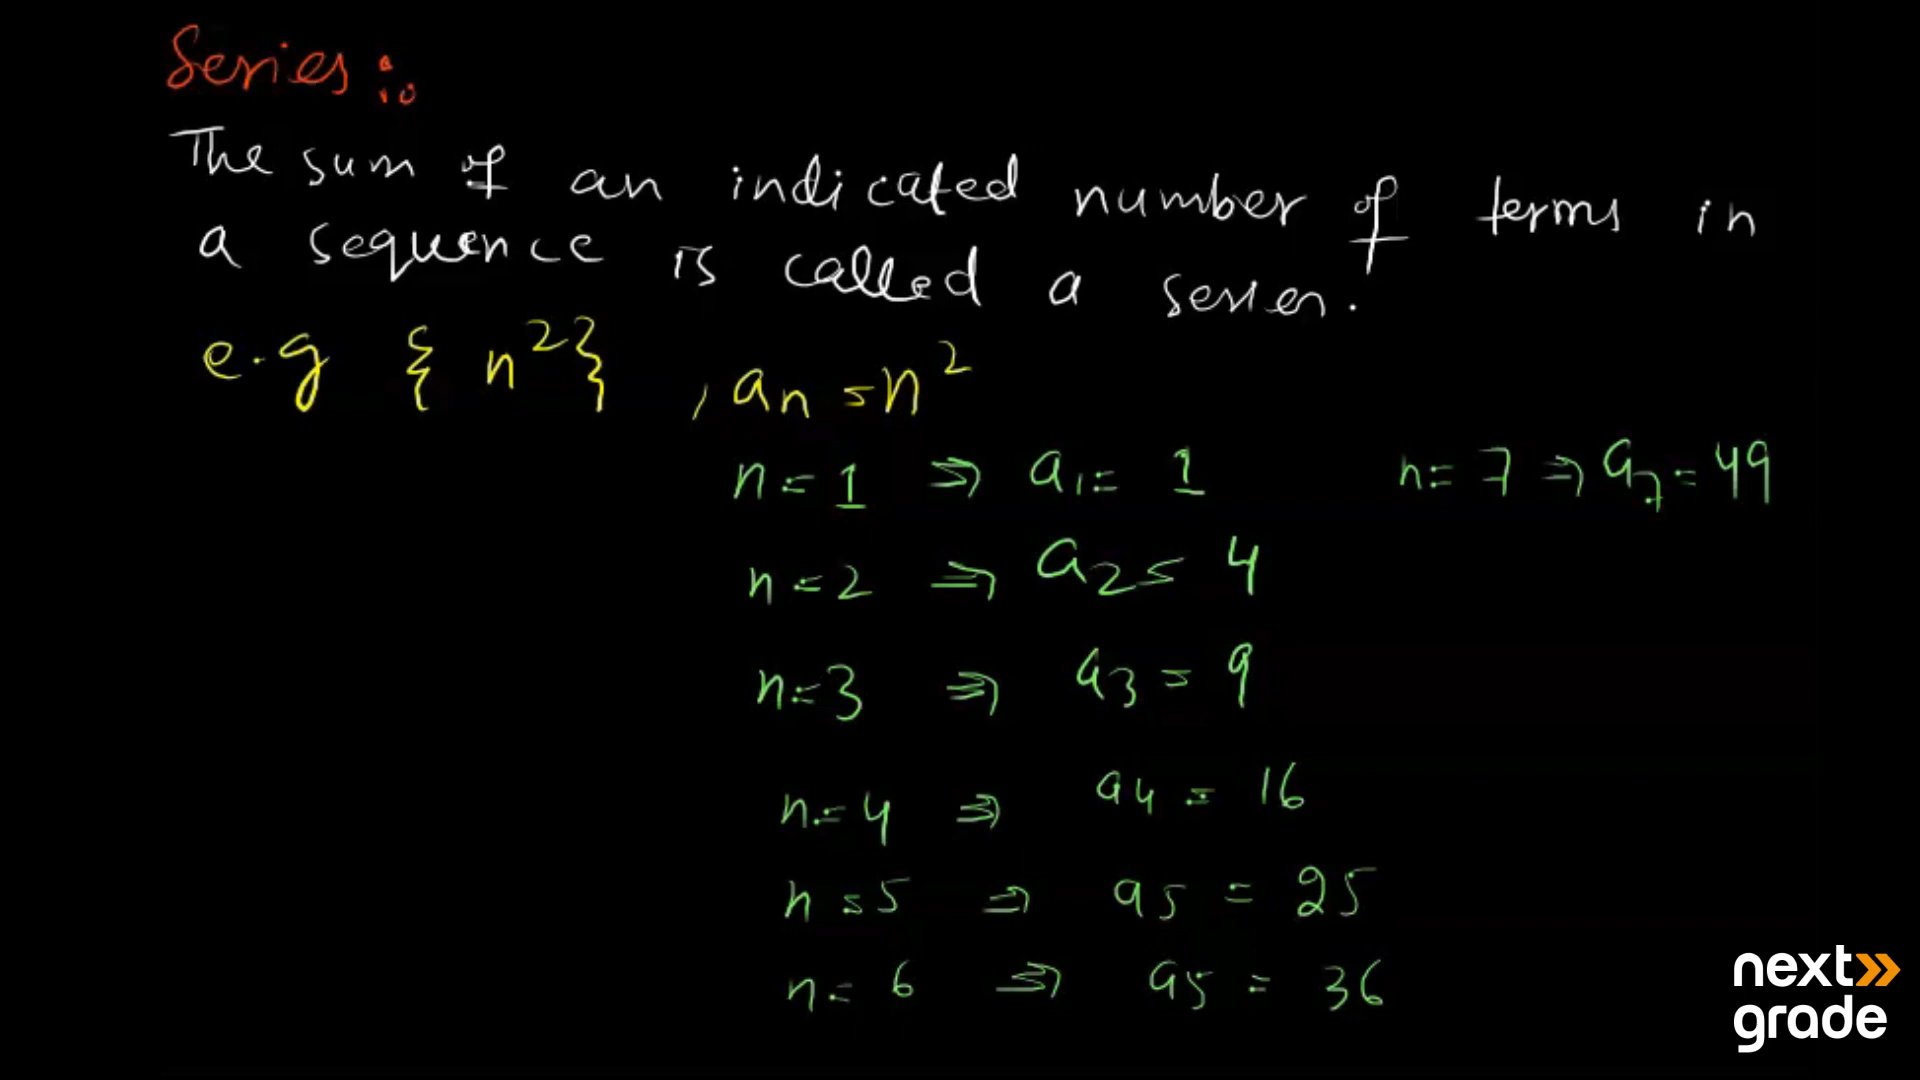 Series :
The sum of an indicated number of terms in
a sequence is called a series.
e.g { n² } , aₙ = n²
n = 1 ⇒ a₁ = 1 n = 7 ⇒ a₇ = 49
n = 2 ⇒ a₂ = 4
n = 3 ⇒ a₃ = 9
n = 4 ⇒ a₄ = 16
n = 5 ⇒ a₅ = 25
n = 6 ⇒ a₅ = 36
next
grade